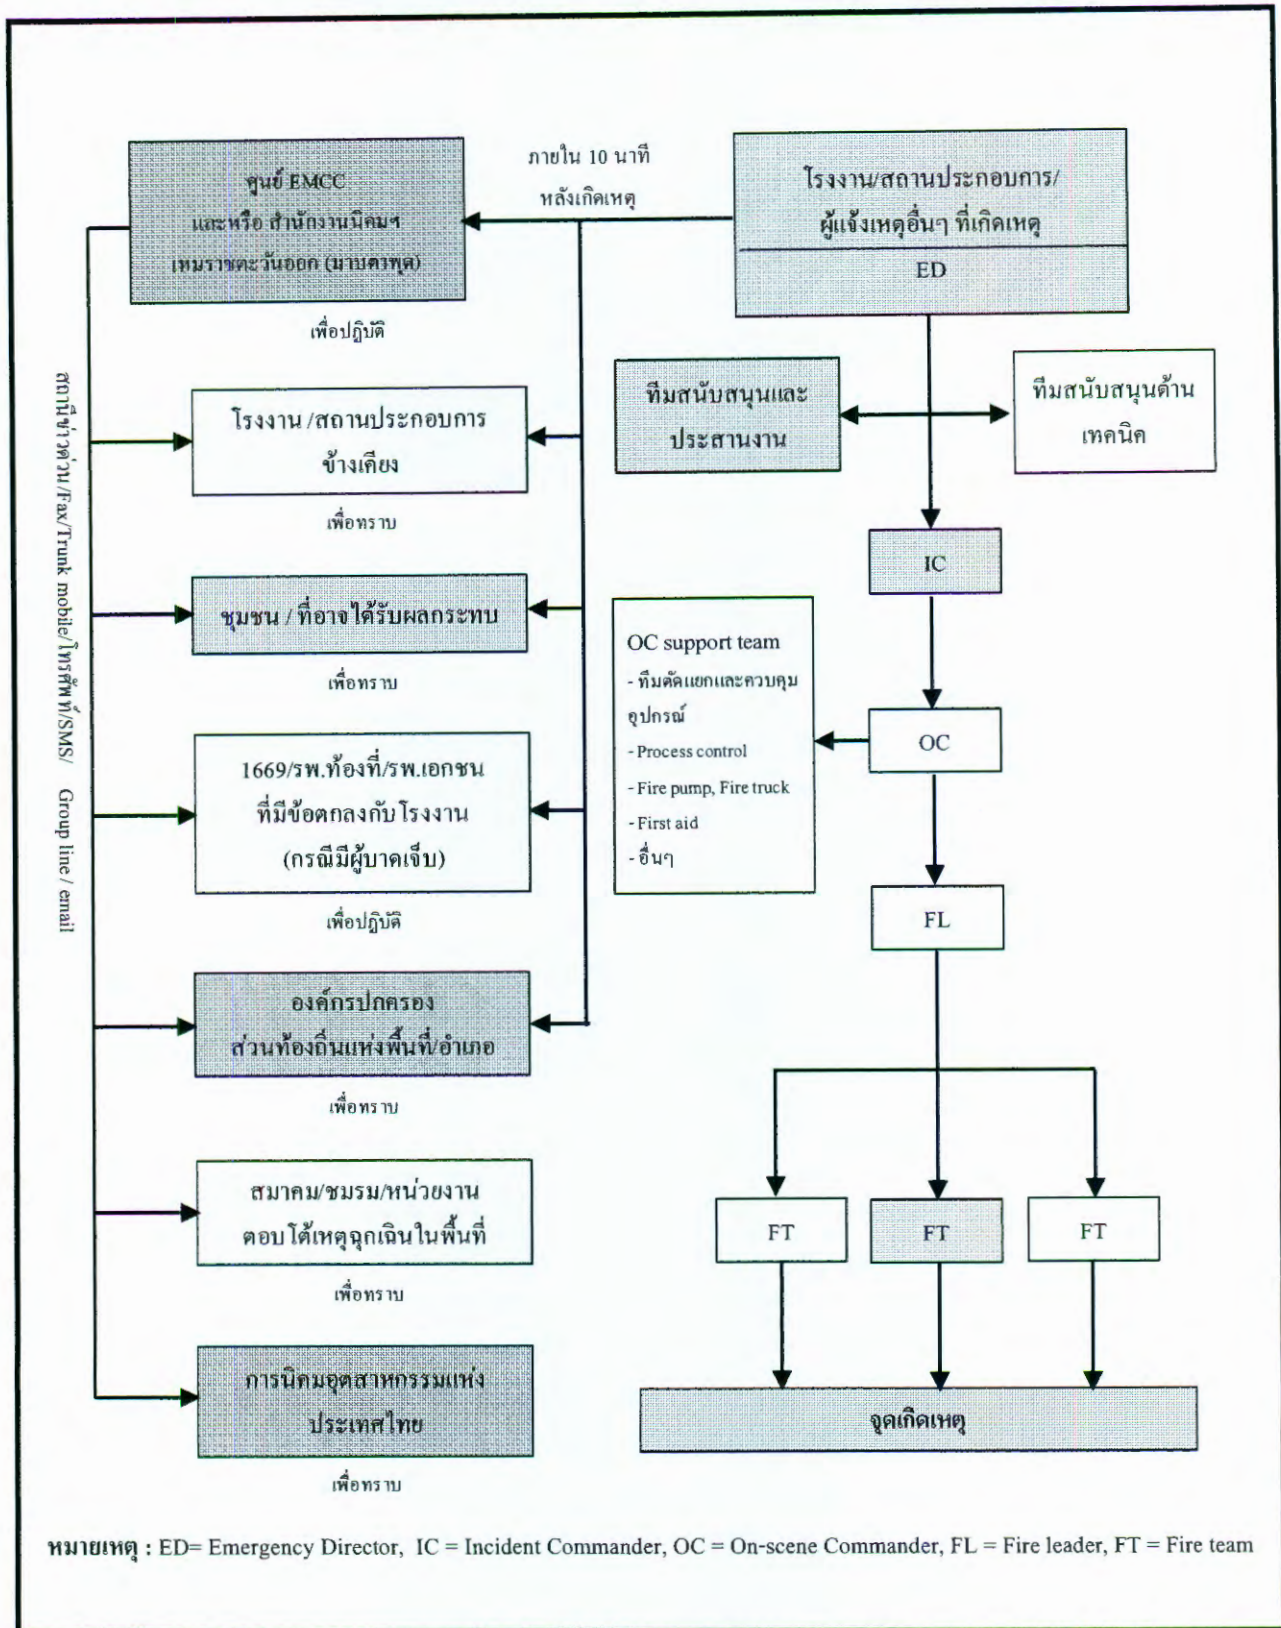 ศูนย์ EMCC
และหรือ สำนักงานนิคมฯ
เหมราชตะวันออก (มาบตาพุด)
เพื่อปฏิบัติ
ภายใน 10 นาที
หลังเกิดเหตุ
โรงงาน/สถานประกอบการ/
ผู้แจ้งเหตุอื่นๆ ที่เกิดเหตุ
ED
โรงงาน /สถานประกอบการ
ข้างเคียง
เพื่อทราบ
ทีมสนับสนุนและ
ประสานงาน
ทีมสนับสนุนด้าน
เทคนิค
IC
ชุมชน / ที่อาจได้รับผลกระทบ
เพื่อทราบ
OC support team
- ทีมตัดแยกและควบคุม
อุปกรณ์
- Process control
- Fire pump, Fire truck
- First aid
- อื่นๆ
OC
1669/รพ.ท้องที่/รพ.เอกชน
ที่มีข้อตกลงกับโรงงาน
(กรณีมีผู้บาดเจ็บ)
เพื่อปฏิบัติ
FL
องค์กรปกครอง
ส่วนท้องถิ่นแห่งพื้นที่/อำเภอ
เพื่อทราบ
สมาคม/ชมรม/หน่วยงาน
ตอบโต้เหตุฉุกเฉินในพื้นที่
เพื่อทราบ
FT
FT
FT
การนิคมอุตสาหกรรมแห่ง
ประเทศไทย
เพื่อทราบ
จุดเกิดเหตุ
สถานีข่าวด่วน/Fax/Trunk mobile/โทรศัพท์/SMS/ Group line / email
หมายเหตุ : ED= Emergency Director, IC = Incident Commander, OC = On-scene Commander, FL = Fire leader, FT = Fire team